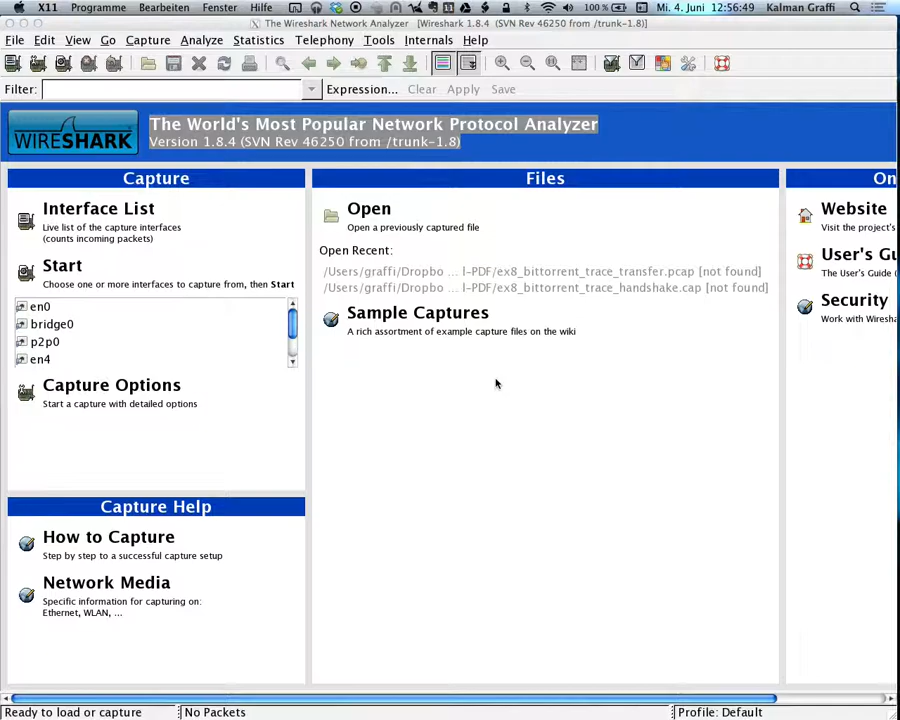 X11 Programme Bearbeiten Fenster Hilfe 100 % Mi. 4. Juni 12:56:49 Kalman Graffi
The Wireshark Network Analyzer [Wireshark 1.8.4 (SVN Rev 46250 from /trunk-1.8)]
File Edit View Go Capture Analyze Statistics Telephony Tools Internals Help
Filter: Expression... Clear Apply Save
WIRESHARK
The World's Most Popular Network Protocol Analyzer
Version 1.8.4 (SVN Rev 46250 from /trunk-1.8)
Capture
Interface List
Live list of the capture interfaces
(counts incoming packets)
Start
Choose one or more interfaces to capture from, then Start
en0
bridge0
p2p0
en4
Capture Options
Start a capture with detailed options
Capture Help
How to Capture
Step by step to a successful capture setup
Network Media
Specific information for capturing on:
Ethernet, WLAN, ...
Files
Open
Open a previously captured file
Open Recent:
/Users/graffi/Dropbo ... l-PDF/ex8_bittorrent_trace_transfer.pcap [not found]
/Users/graffi/Dropbo ... l-PDF/ex8_bittorrent_trace_handshake.cap [not found]
Sample Captures
A rich assortment of example capture files on the wiki
On
Website
Visit the project's
User's Gu
The User's Guide (
Security
Work with Wiresha
Ready to load or capture
No Packets
Profile: Default